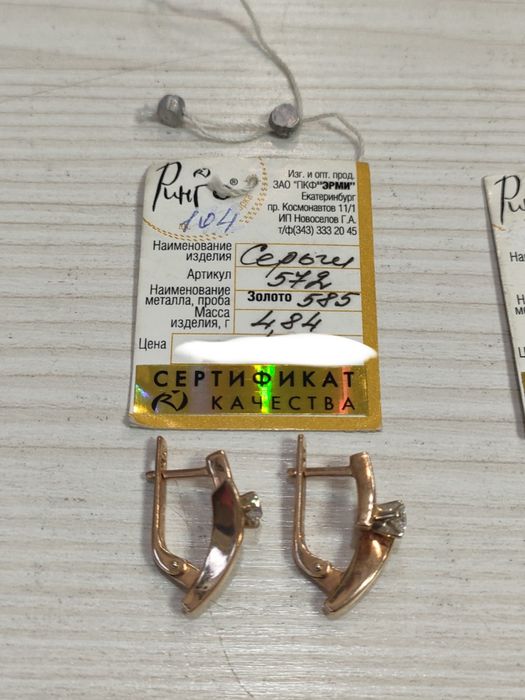 Ринго®
104
Изг. и опт. прод.
ЗАО "ПКФ"ЭРМИ"
Екатеринбург
пр. Космонавтов 11/1
ИП Новоселов Г.А.
т/ф(343) 333 20 45
Наименование изделия Серьги
Артикул 572
Наименование металла, проба Золото 585
Масса изделия, г 4,84
Цена
СЕРТИФИКАТ
КАЧЕСТВА